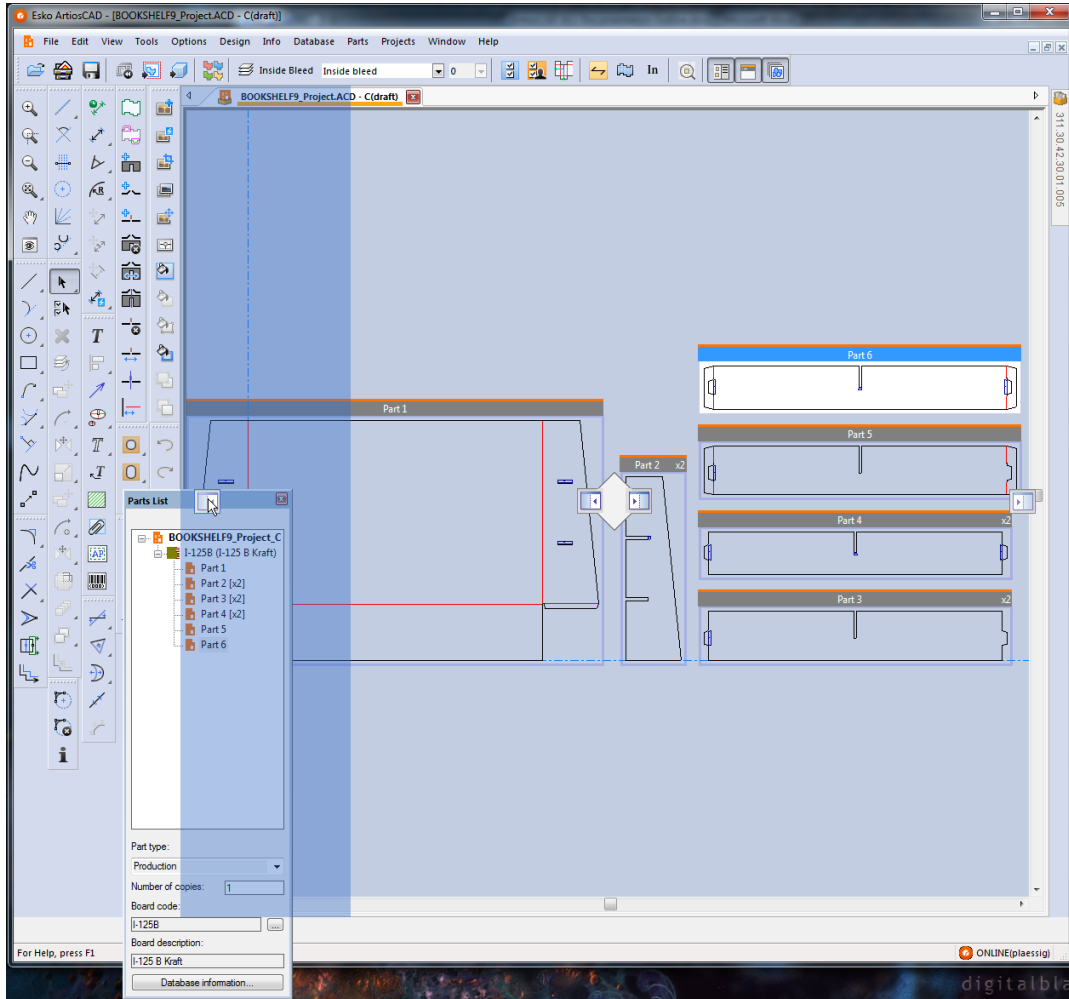 Esko ArtiosCAD - [BOOKSHELF9_Project.ACD - C(draft)]
File Edit View Tools Options Design Info Database Parts Projects Window Help
Inside Bleed Inside bleed 0 In
BOOKSHELF9_Project.ACD - C(draft)
311.30.42.30.01.005
R
T
T
T
AP
i
Part 6
Part 1
Part 5
Part 2 x2
Part 4 x2
Part 3 x2
Parts List
BOOKSHELF9_Project_C
I-125B (I-125 B Kraft)
Part 1
Part 2 [x2]
Part 3 [x2]
Part 4 [x2]
Part 5
Part 6
Part type:
Production
Number of copies: 1
Board code:
I-125B ...
Board description:
I-125 B Kraft
Database information...
For Help, press F1
ONLINE(plaessig)
digitalbla